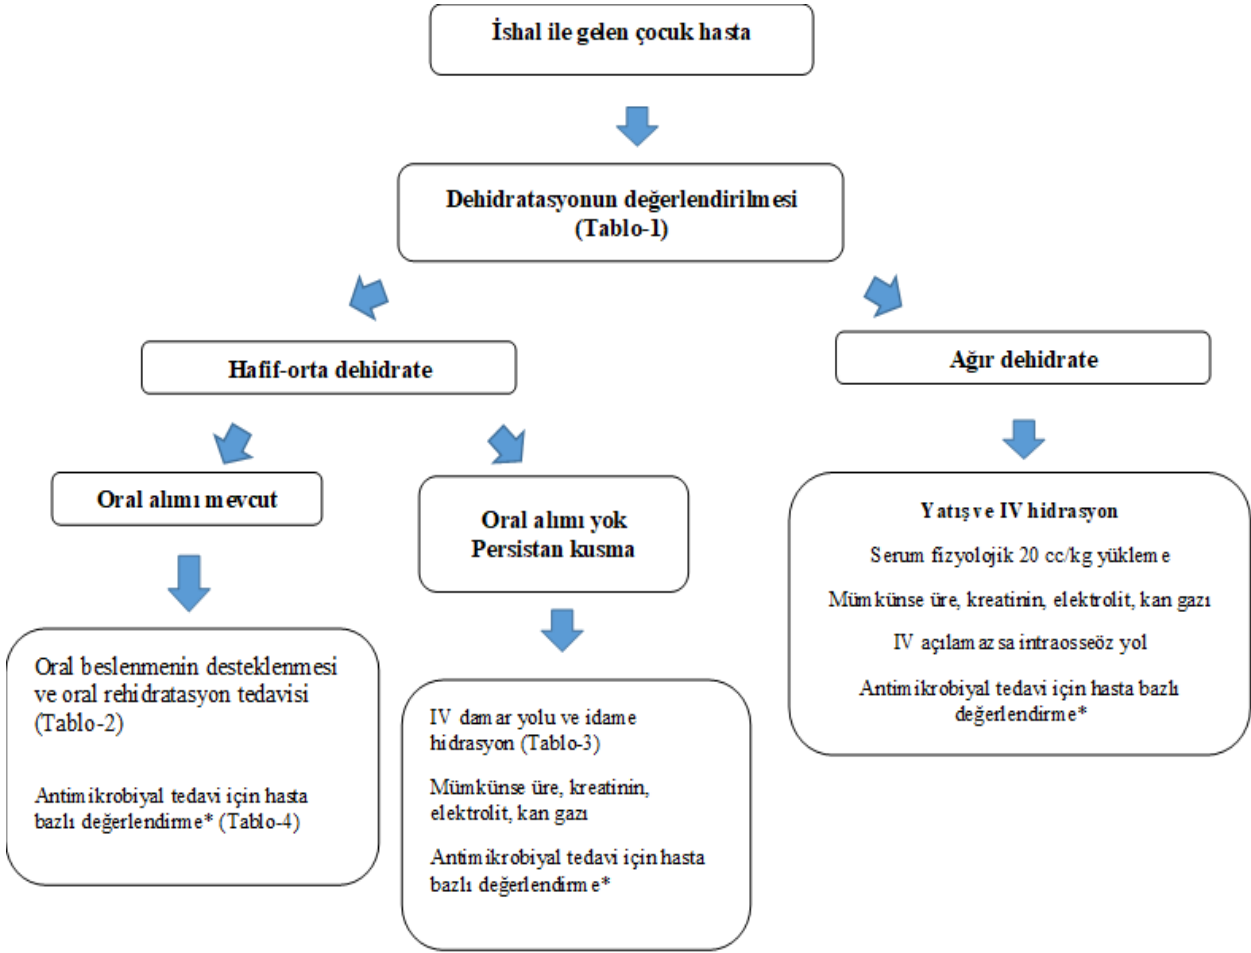 İshal ile gelen çocuk hasta
Dehidratasyonun değerlendirilmesi
(Tablo-1)
Hafif-orta dehidrate
Ağır dehidrate
Oral alımı mevcut
Oral alımı yok
Persistan kusma
Oral beslenmenin desteklenmesi
ve oral rehidratasyon tedavisi
(Tablo-2)
Antimikrobiyal tedavi için hasta
bazlı değerlendirme* (Tablo-4)
IV damar yolu ve idame
hidrasyon (Tablo-3)
Mümkünse üre, kreatinin,
elektrolit, kan gazı
Antimikrobiyal tedavi için hasta
bazlı değerlendirme*
Yatış ve IV hidrasyon
Serum fizyolojik 20 cc/kg yükleme
Mümkünse üre, kreatinin, elektrolit, kan gazı
IV açılamazsa intraosseöz yol
Antimikrobiyal tedavi için hasta bazlı
değerlendirme*